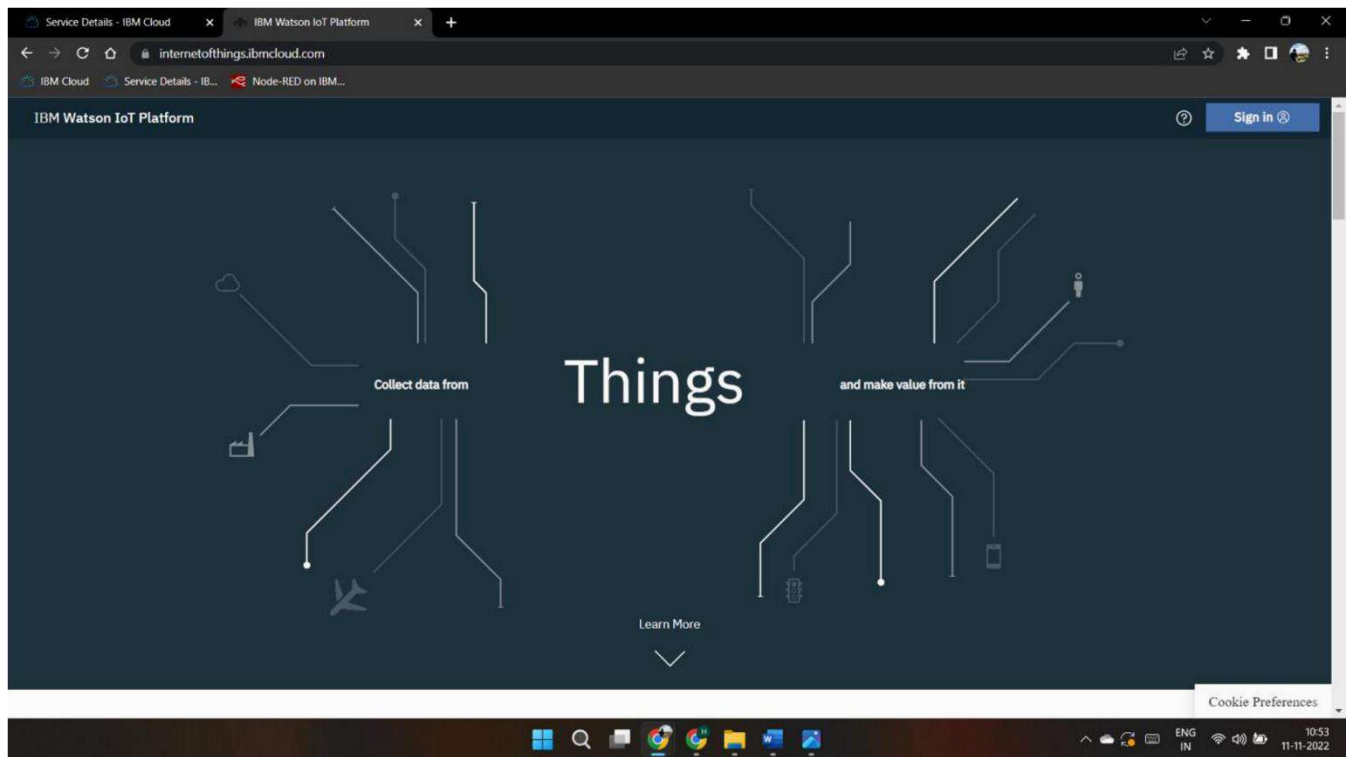 Service Details - IBM Cloud
IBM Watson IoT Platform
internetofthings.ibmcloud.com
IBM Cloud
Service Details - IB...
Node-RED on IBM...
IBM Watson IoT Platform
Sign in
Collect data from
Things
and make value from it
Learn More
Cookie Preferences
ENG
IN
10:53
11-11-2022